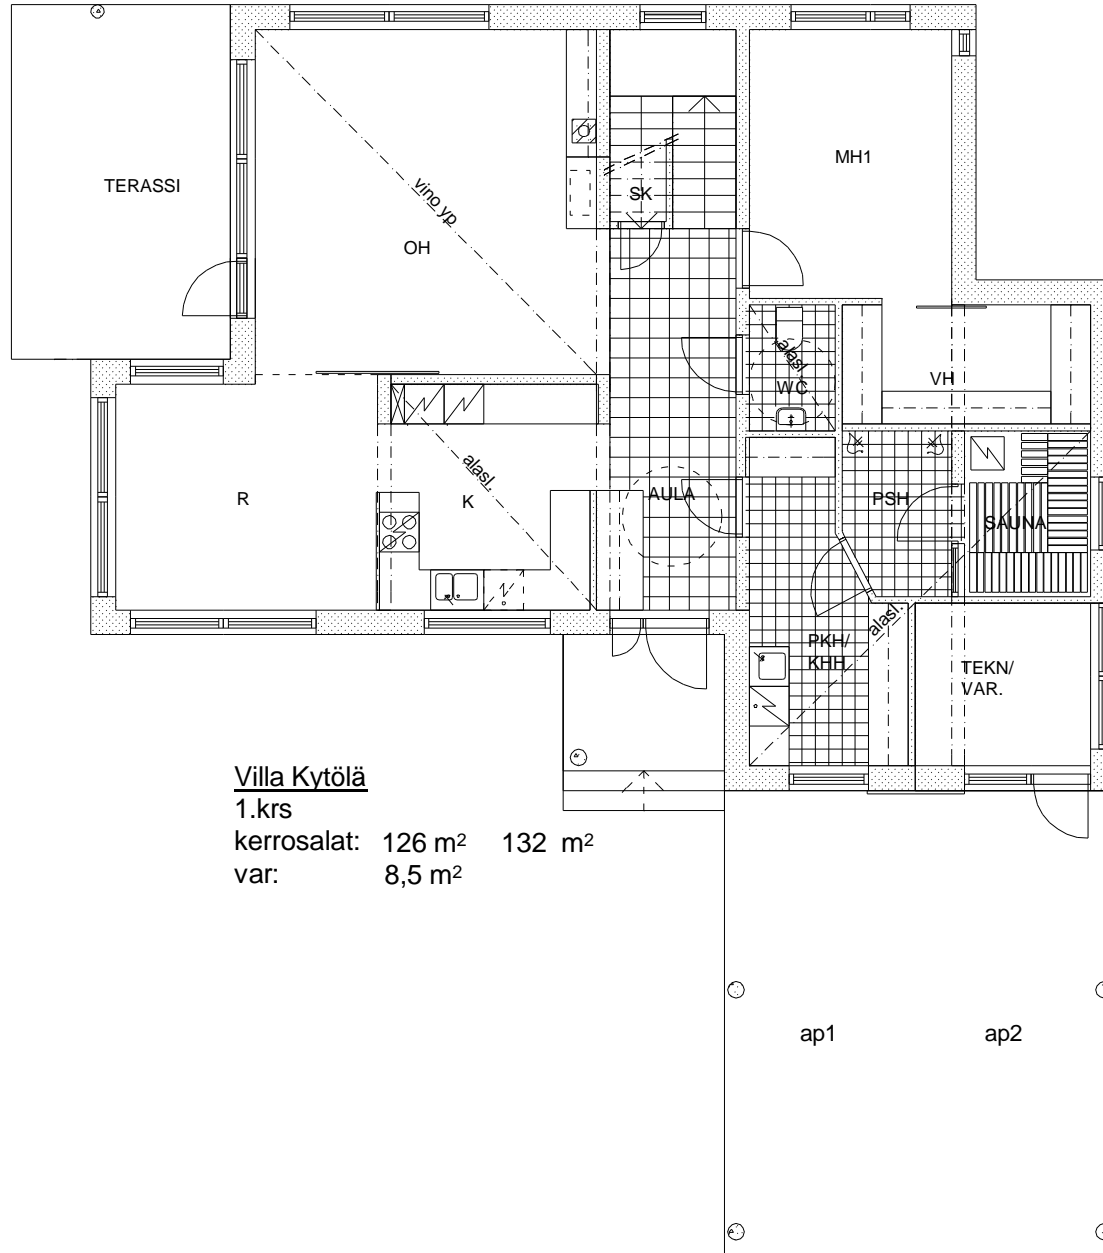 MH1
TERASSI
vino yp
SK
OH
alasl.
WC
VH
alasl.
R
K
AULA
PSH
SAUNA
alasl.
PKH/
KHH
TEKN/
VAR.
Villa Kytölä
1.krs
kerrosalat: 126 m² 132 m²
var: 8,5 m²
ap1
ap2